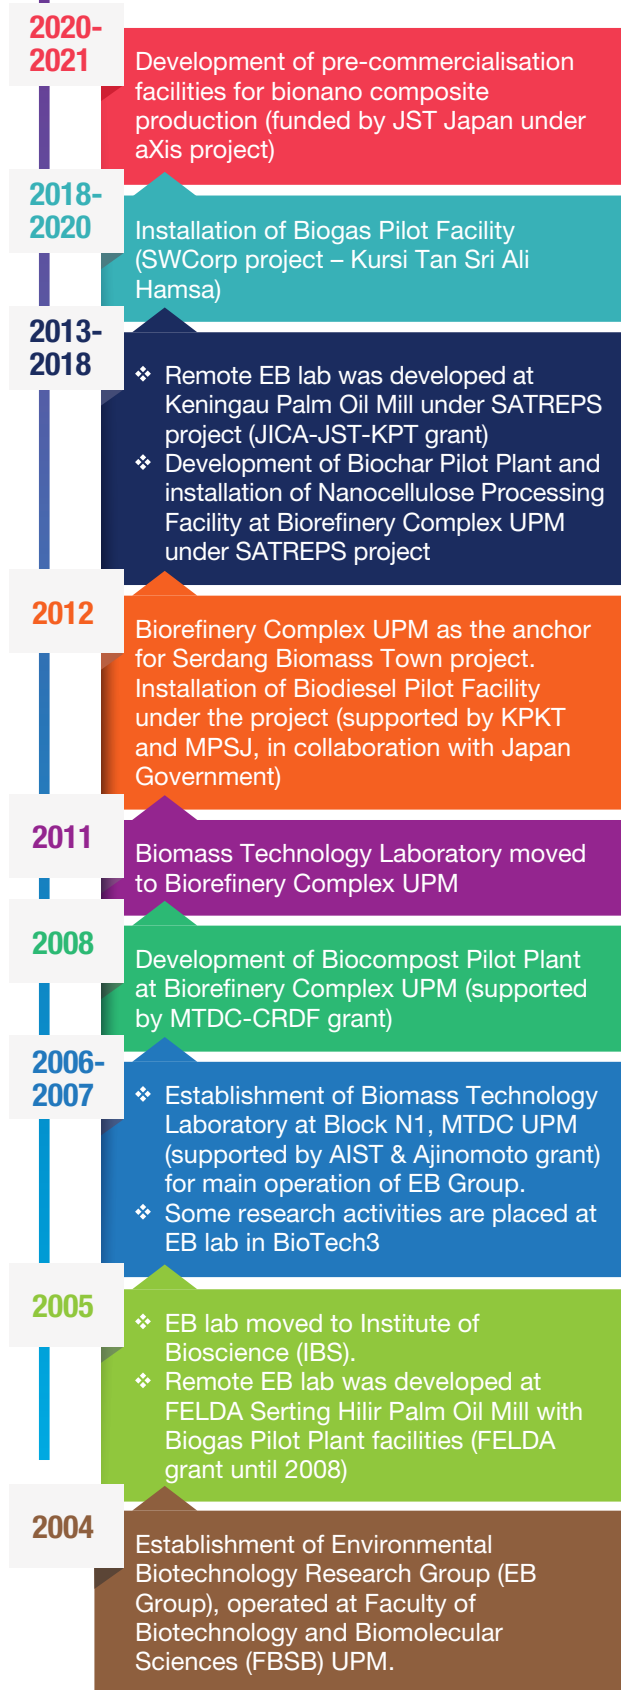 2020-
2021
Development of pre-commercialisation
facilities for bionano composite
production (funded by JST Japan under
aXis project)
2018-
2020
Installation of Biogas Pilot Facility
(SWCorp project – Kursi Tan Sri Ali
Hamsa)
2013-
2018
❖ Remote EB lab was developed at
Keningau Palm Oil Mill under SATREPS
project (JICA-JST-KPT grant)
❖ Development of Biochar Pilot Plant and
installation of Nanocellulose Processing
Facility at Biorefinery Complex UPM
under SATREPS project
2012
Biorefinery Complex UPM as the anchor
for Serdang Biomass Town project.
Installation of Biodiesel Pilot Facility
under the project (supported by KPKT
and MPSJ, in collaboration with Japan
Government)
2011
Biomass Technology Laboratory moved
to Biorefinery Complex UPM
2008
Development of Biocompost Pilot Plant
at Biorefinery Complex UPM (supported
by MTDC-CRDF grant)
2006-
2007
❖ Establishment of Biomass Technology
Laboratory at Block N1, MTDC UPM
(supported by AIST & Ajinomoto grant)
for main operation of EB Group.
❖ Some research activities are placed at
EB lab in BioTech3
2005
❖ EB lab moved to Institute of
Bioscience (IBS).
❖ Remote EB lab was developed at
FELDA Serting Hilir Palm Oil Mill with
Biogas Pilot Plant facilities (FELDA
grant until 2008)
2004
Establishment of Environmental
Biotechnology Research Group (EB
Group), operated at Faculty of
Biotechnology and Biomolecular
Sciences (FBSB) UPM.